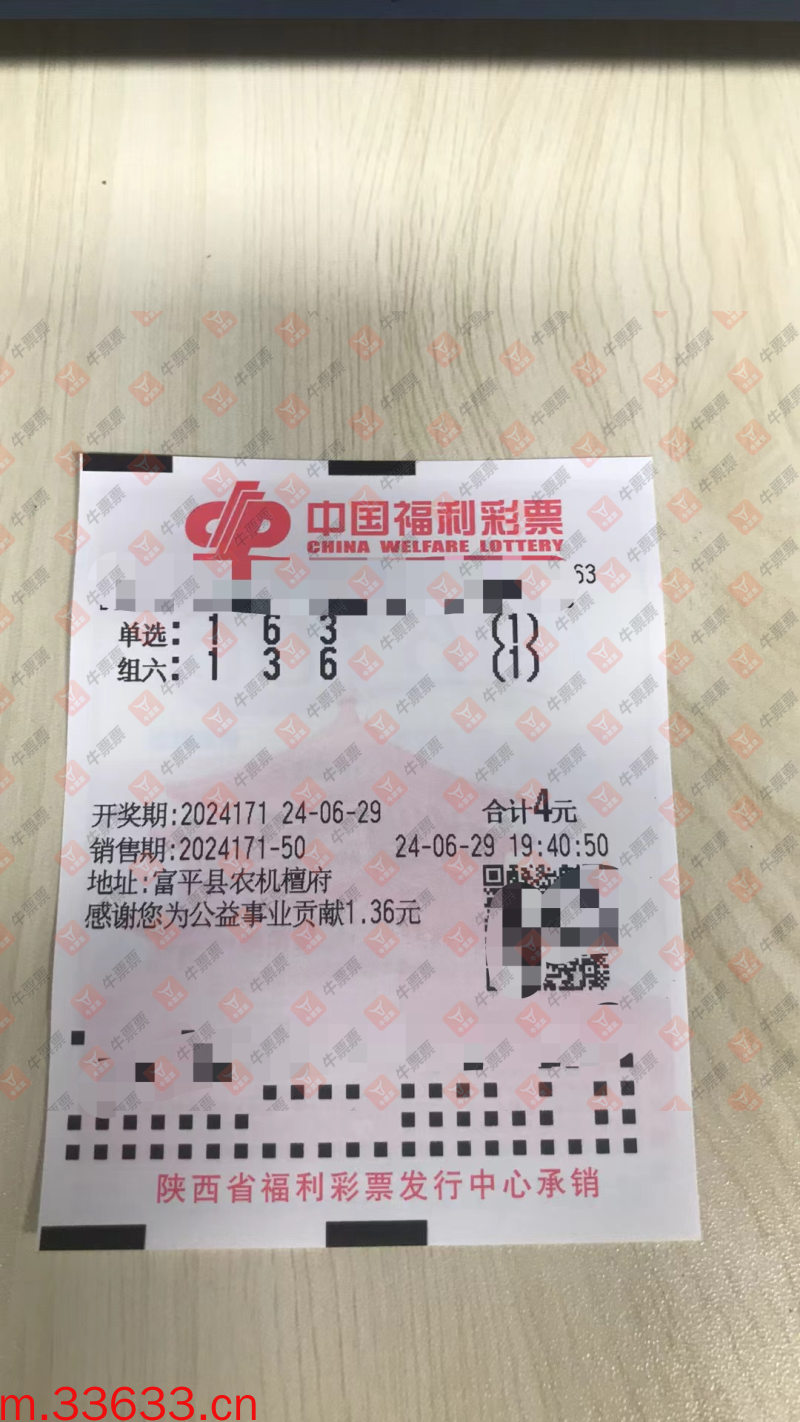 中国福利彩票
CHINA WELFARE LOTTERY
63
单选: 1 6 3 (1)
组六: 1 3 6 (1)
开奖期:2024171 24-06-29 合计4元
销售期:2024171-50 24-06-29 19:40:50
地址:富平县农机檀府
感谢您为公益事业贡献1.36元
陕西省福利彩票发行中心承销
牛票票
m.33633.cn